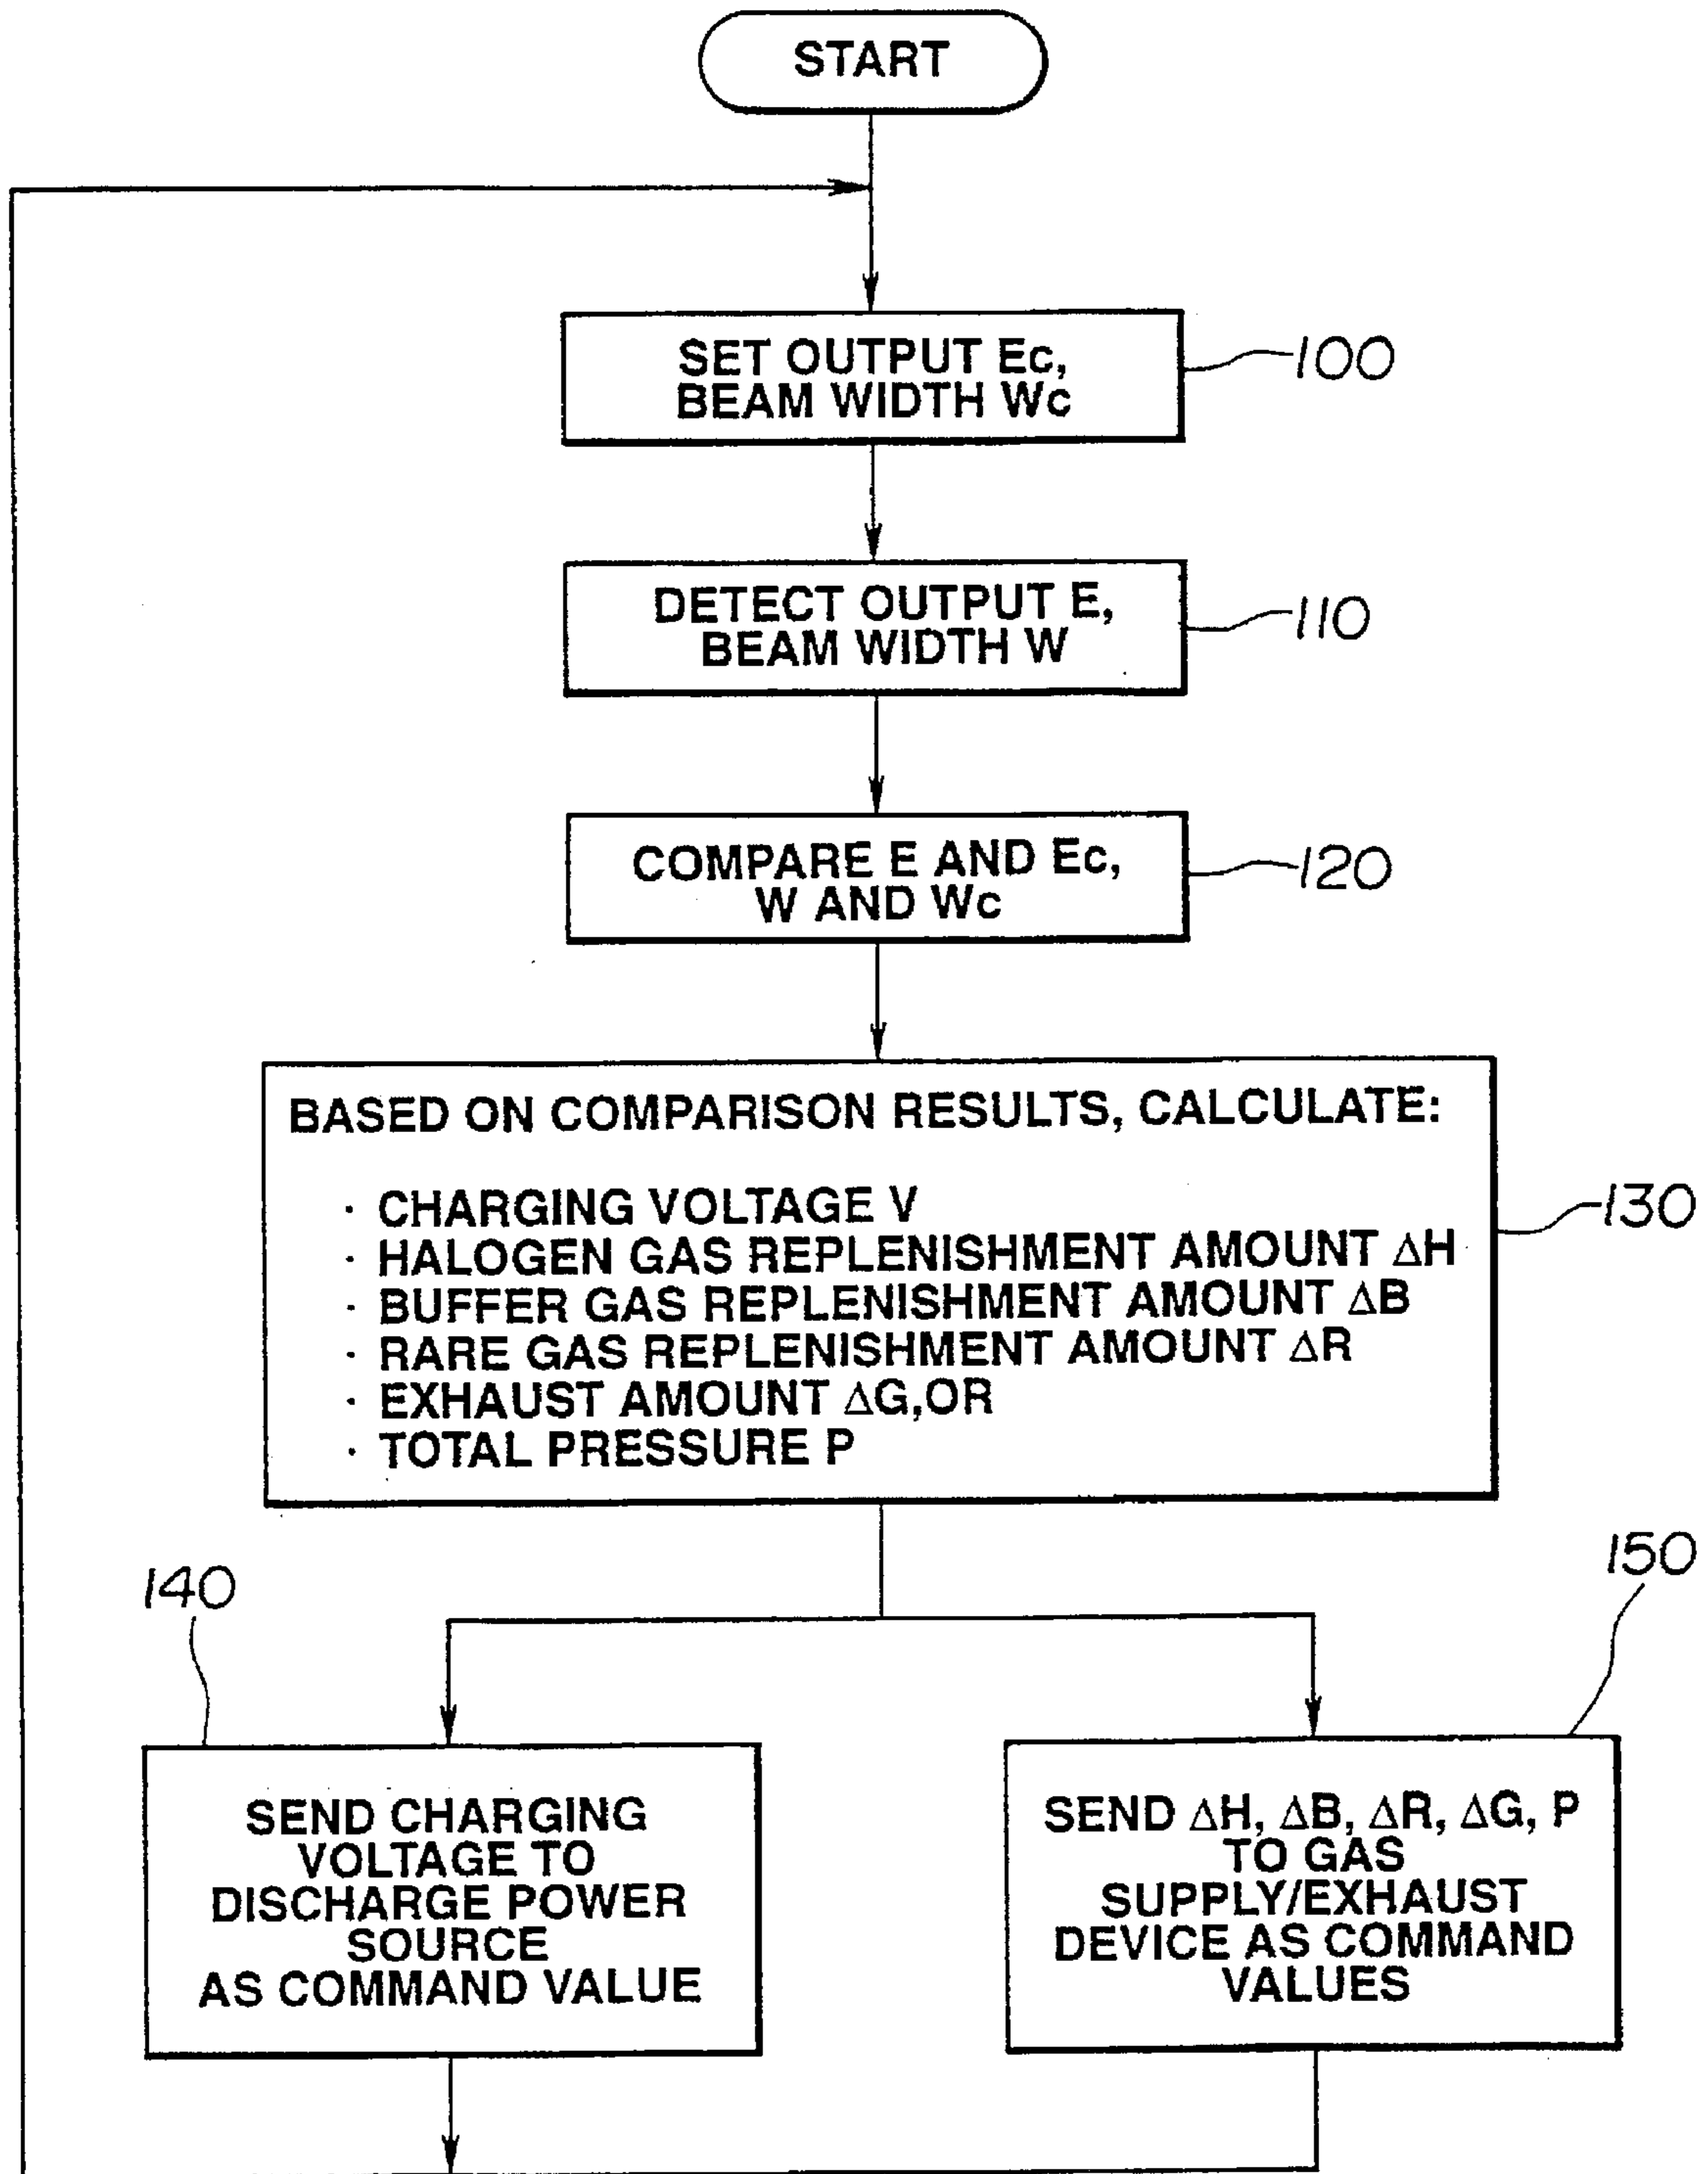 START
SET OUTPUT Ec,
BEAM WIDTH Wc
100
DETECT OUTPUT E,
BEAM WIDTH W
110
COMPARE E AND Ec,
W AND Wc
120
BASED ON COMPARISON RESULTS, CALCULATE:
· CHARGING VOLTAGE V
· HALOGEN GAS REPLENISHMENT AMOUNT ΔH
· BUFFER GAS REPLENISHMENT AMOUNT ΔB
· RARE GAS REPLENISHMENT AMOUNT ΔR
· EXHAUST AMOUNT ΔG,OR
· TOTAL PRESSURE P
130
140
SEND CHARGING
VOLTAGE TO
DISCHARGE POWER
SOURCE
AS COMMAND VALUE
150
SEND ΔH, ΔB, ΔR, ΔG, P
TO GAS
SUPPLY/EXHAUST
DEVICE AS COMMAND
VALUES